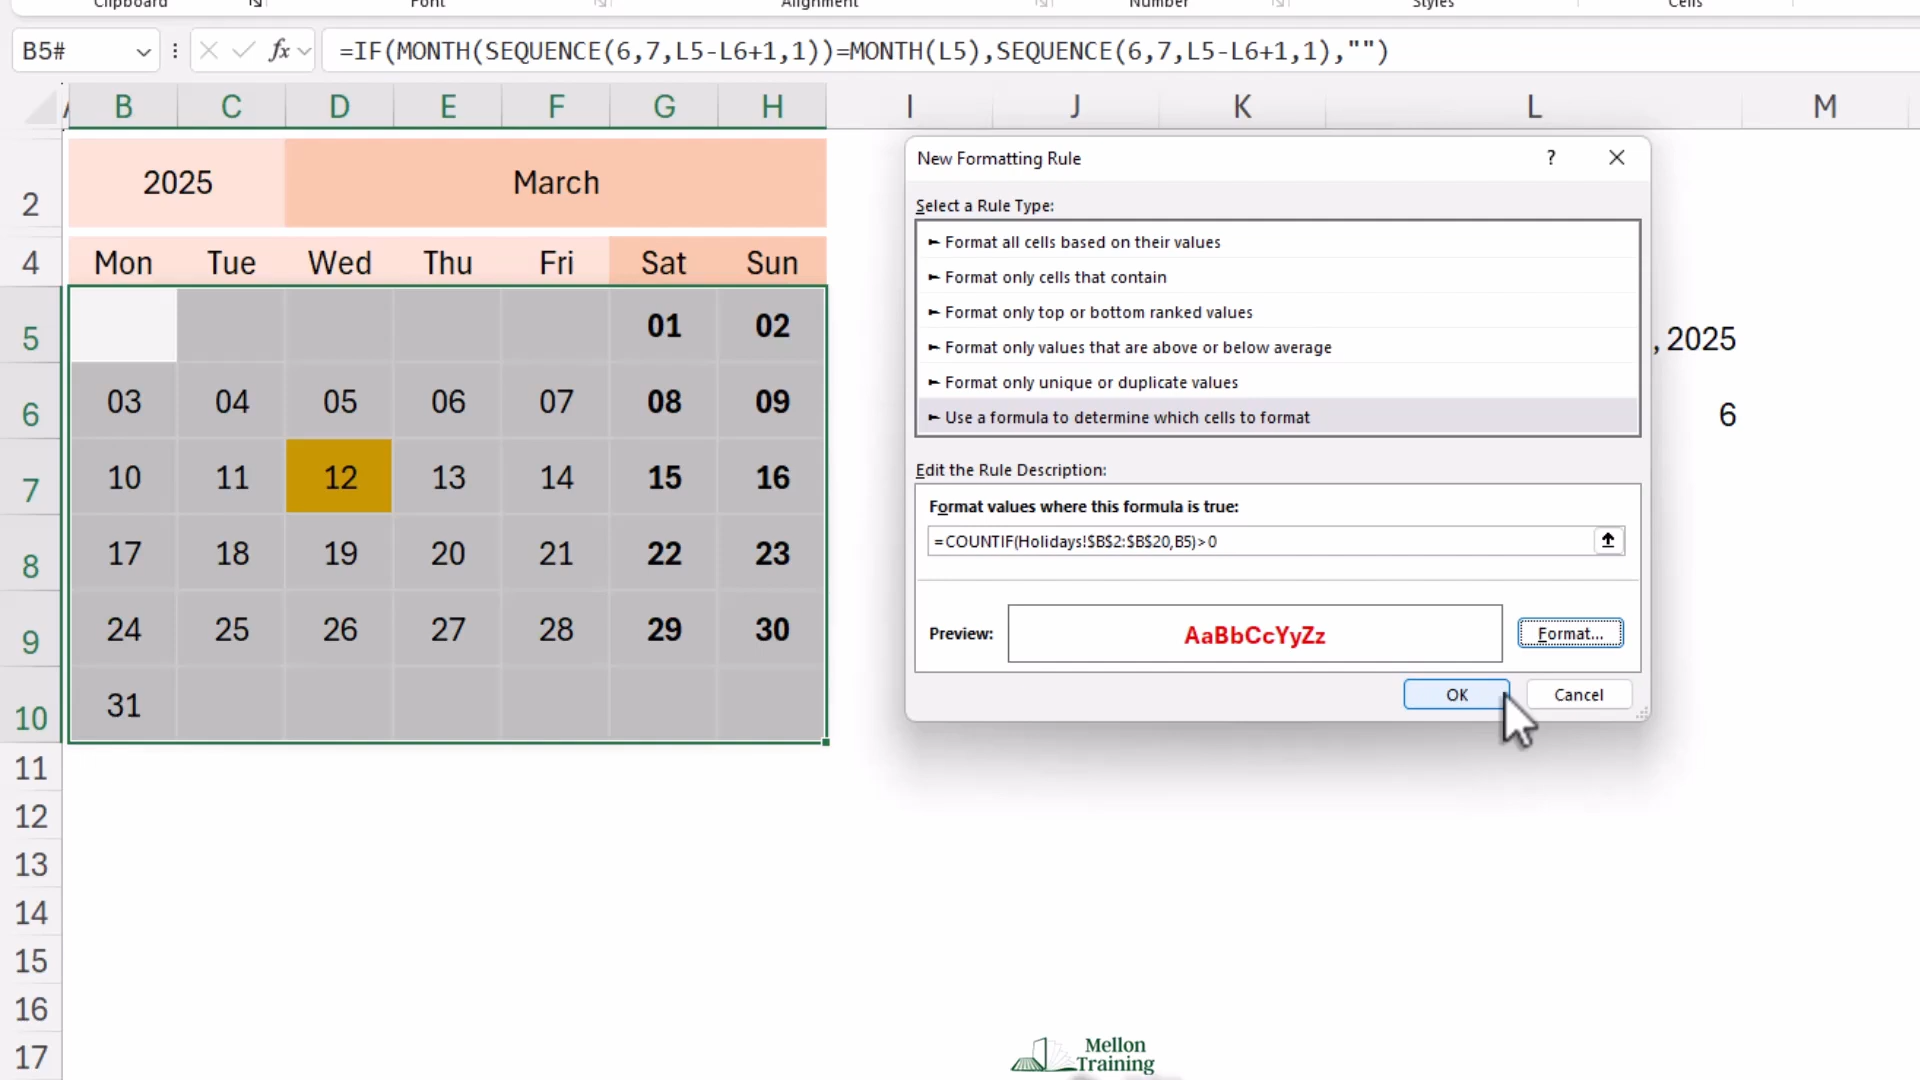 Clipboard Font Alignment Number Styles Cells
B5# fx =IF(MONTH(SEQUENCE(6,7,L5-L6+1,1))=MONTH(L5),SEQUENCE(6,7,L5-L6+1,1),"")
B C D E F G H I J K L M
2 2025 March
4 Mon Tue Wed Thu Fri Sat Sun
5 01 02 , 2025
6 03 04 05 06 07 08 09 6
7 10 11 12 13 14 15 16
8 17 18 19 20 21 22 23
9 24 25 26 27 28 29 30
10 31
11
12
13
14
15
16
17
New Formatting Rule ?
Select a Rule Type:
► Format all cells based on their values
► Format only cells that contain
► Format only top or bottom ranked values
► Format only values that are above or below average
► Format only unique or duplicate values
► Use a formula to determine which cells to format
Edit the Rule Description:
Format values where this formula is true:
=COUNTIF(Holidays!$B$2:$B$20,B5)>0
Preview: AaBbCcYyZz Format...
OK Cancel
Mellon
Training